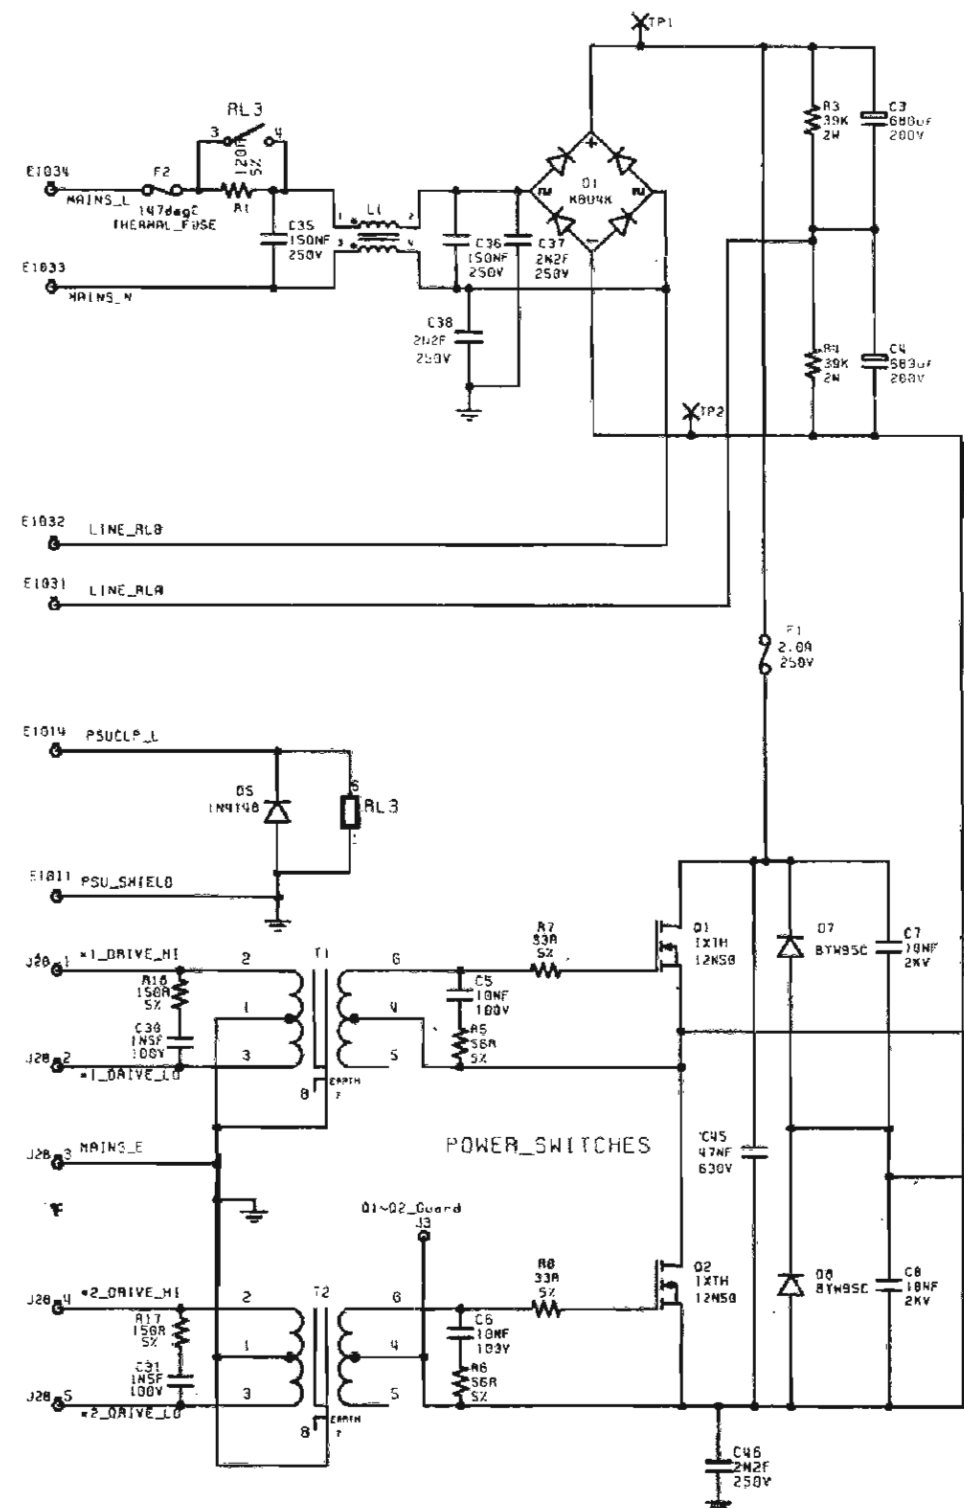 TP1
RL3
3 4
120R
5%
R1
E1034
MAINS_L
F2
147degC
THERMAL_FUSE
C35
150NF
250V
1 L1 2
3 4
C36
150NF
250V
C37
2N2F
250V
D1
KBU4K
+
-
R3
39K
2W
C3
680uF
200V
E1033
MAINS_N
C38
2N2F
250V
R4
39K
2W
C4
680uF
200V
TP2
E1032
LINE_RLB
E1031
LINE_RLA
F1
2.0A
250V
E1014
PSUCLP_L
D5
1N4148
RL3
E1011
PSU_SHIELD
J28 1
*1_DRIVE_HI
R16
150R
5%
C30
1N5F
100V
J28 2
*1_DRIVE_LO
2
1
3
T1
6
4
5
8
EARTH
7
C5
10NF
100V
R5
56R
5%
R7
33R
5%
Q1
IXTH
12N50
D7
BYW95C
C7
10NF
2KV
J28 3
MAINS_E
POWER_SWITCHES
C45
47NF
630V
Q1-Q2_Guard
J3
J28 4
*2_DRIVE_HI
R17
150R
5%
C31
1N5F
100V
J28 5
*2_DRIVE_LO
2
1
3
T2
6
4
5
8
EARTH
7
C6
10NF
100V
R6
56R
5%
R8
33R
5%
Q2
IXTH
12N50
D8
BYW95C
C8
10NF
2KV
C46
2N2F
250V